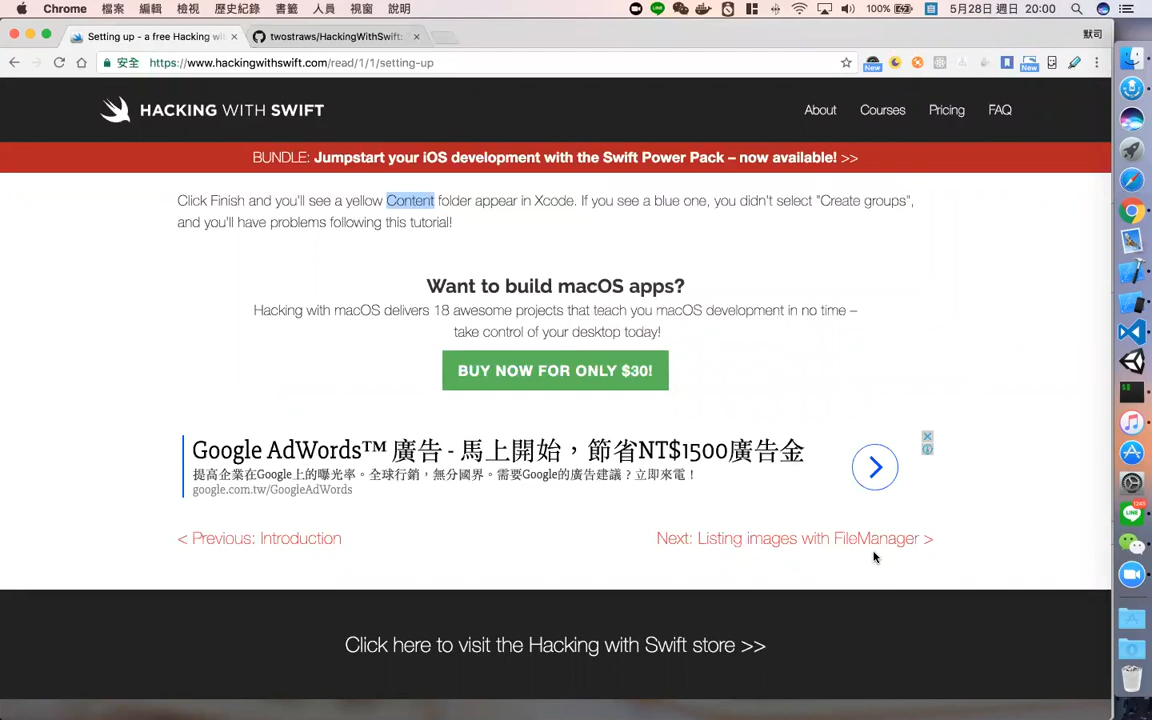 Chrome 檔案 編輯 檢視 歷史紀錄 書籤 人員 視窗 說明 100% 5月28日 週日 20:00
Setting up - a free Hacking wi
twostraws/HackingWithSwift:
默司
安全 https://www.hackingwithswift.com/read/1/1/setting-up
New
New
HACKING WITH SWIFT
About Courses Pricing FAQ
BUNDLE: Jumpstart your iOS development with the Swift Power Pack – now available! >>
Click Finish and you'll see a yellow Content folder appear in Xcode. If you see a blue one, you didn't select "Create groups",
and you'll have problems following this tutorial!
Want to build macOS apps?
Hacking with macOS delivers 18 awesome projects that teach you macOS development in no time –
take control of your desktop today!
BUY NOW FOR ONLY $30!
Google AdWords™ 廣告 - 馬上開始，節省NT$1500廣告金
提高企業在Google上的曝光率。全球行銷，無分國界。需要Google的廣告建議？立即來電！
google.com.tw/GoogleAdWords
< Previous: Introduction
Next: Listing images with FileManager >
Click here to visit the Hacking with Swift store >>